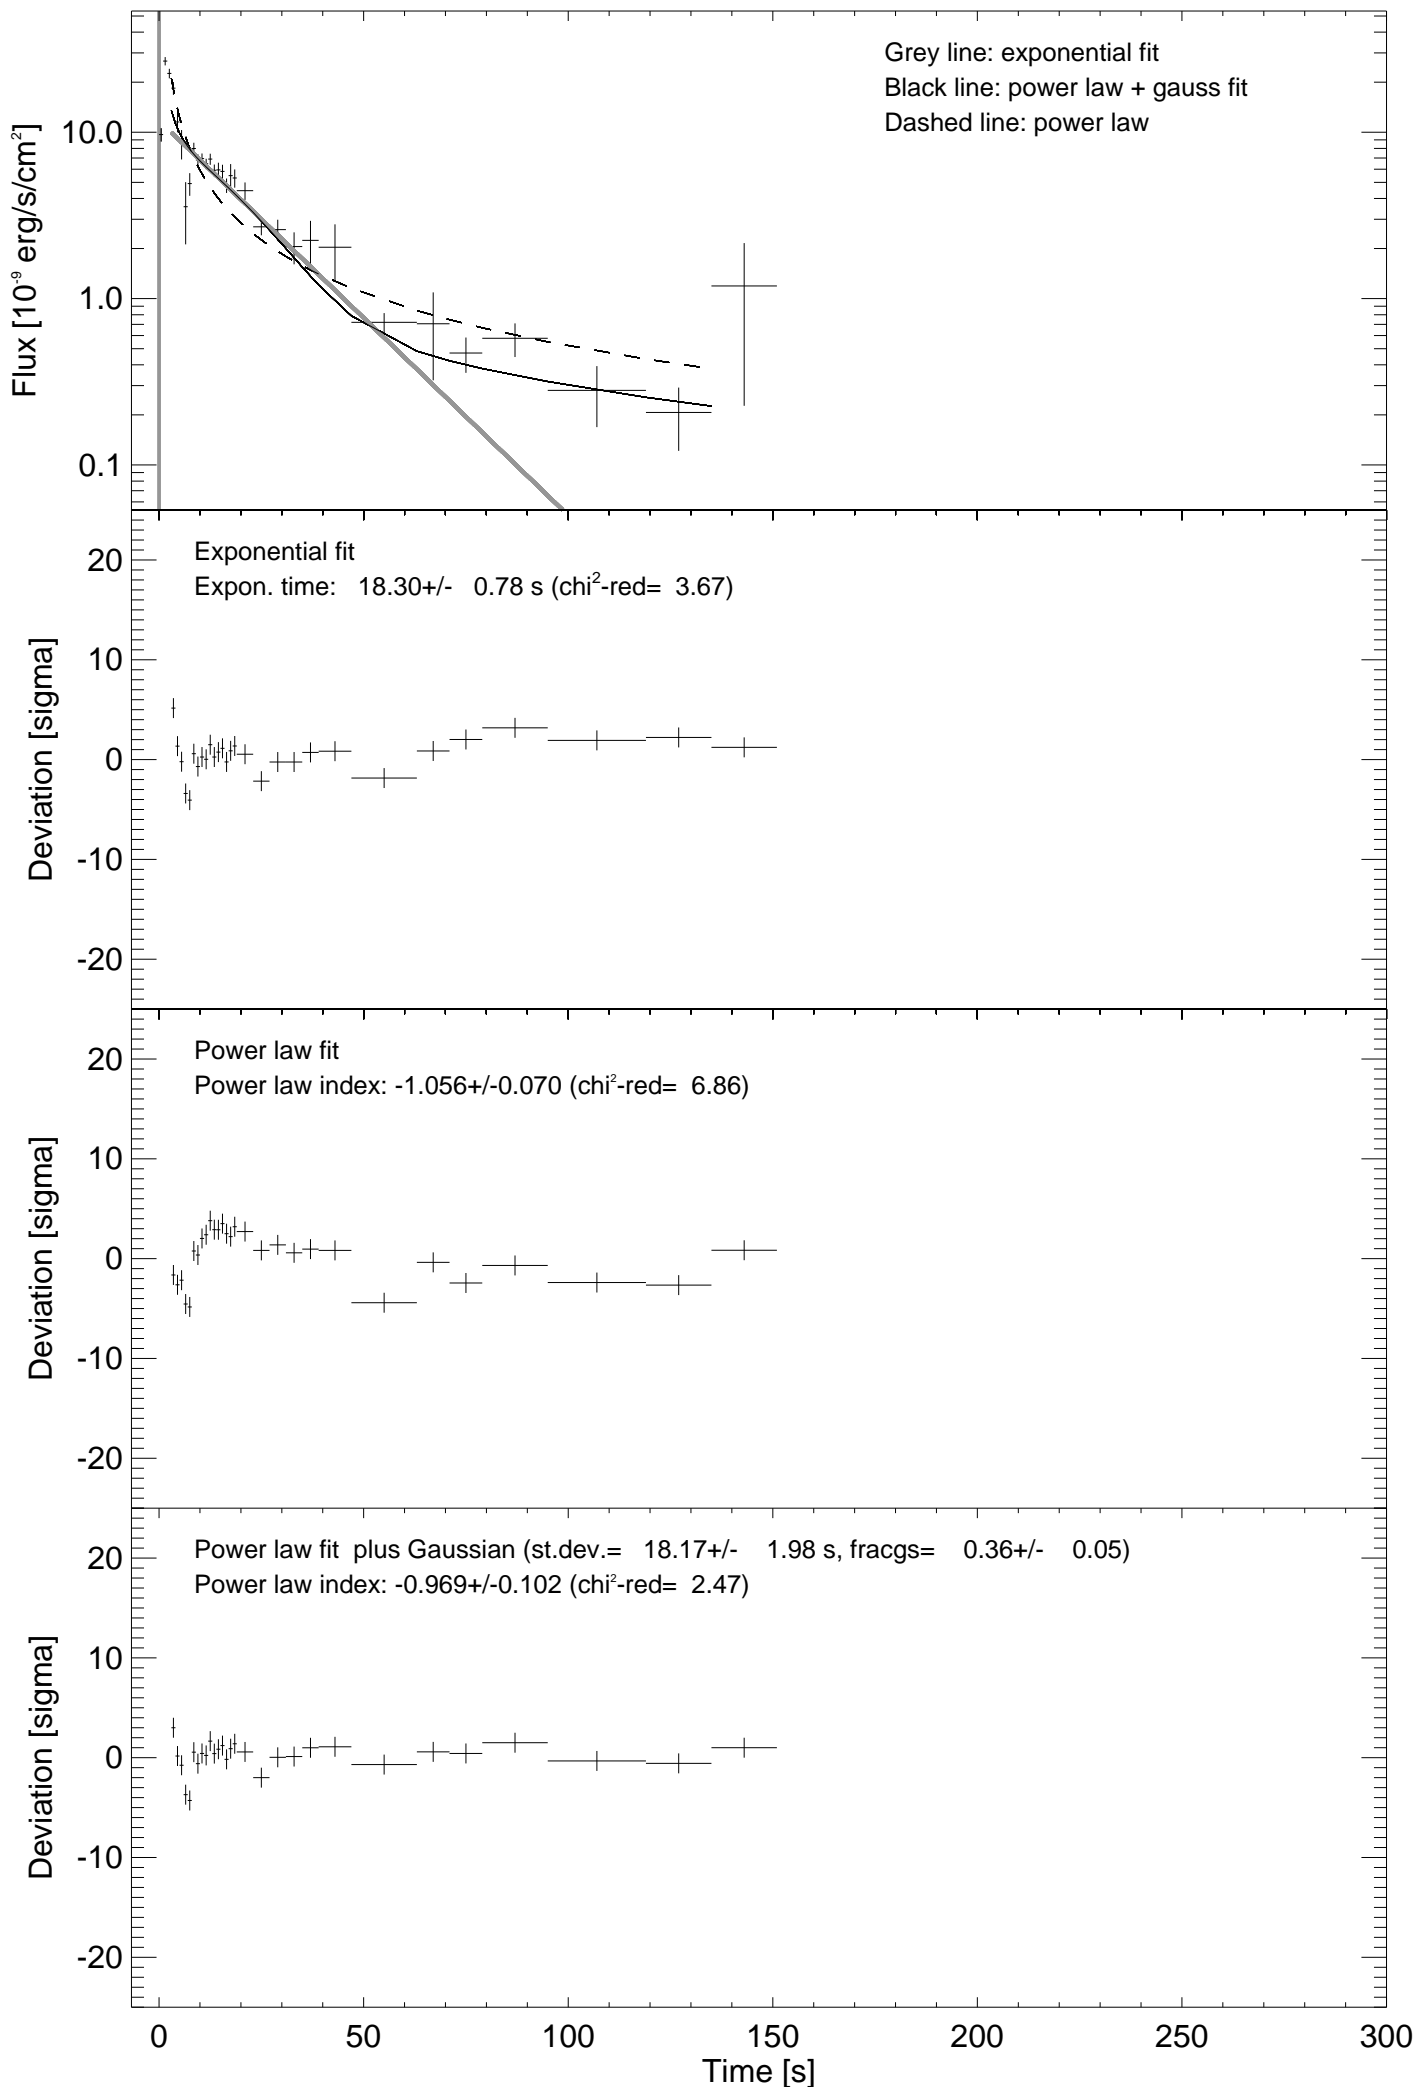 Grey line: exponential fit
Black line: power law + gauss fit
Dashed line: power law
Flux [10⁻⁹ erg/s/cm²]
10.0
1.0
0.1
Exponential fit
Expon. time: 18.30+/- 0.78 s (chi²-red= 3.67)
Deviation [sigma]
20
10
0
-10
-20
Power law fit
Power law index: -1.056+/-0.070 (chi²-red= 6.86)
Deviation [sigma]
20
10
0
-10
-20
Power law fit plus Gaussian (st.dev.= 18.17+/- 1.98 s, fracgs= 0.36+/- 0.05)
Power law index: -0.969+/-0.102 (chi²-red= 2.47)
Deviation [sigma]
20
10
0
-10
-20
0 50 100 150 200 250 300
Time [s]